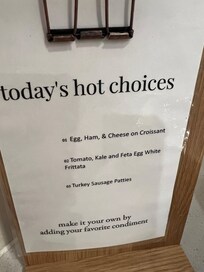 today's hot choices
Egg, Ham, & Cheese on Croissant
Tomato, Kale and Feta Egg White
Frittata
Turkey Sausage Patties
make it your own by
adding your favorite condiment